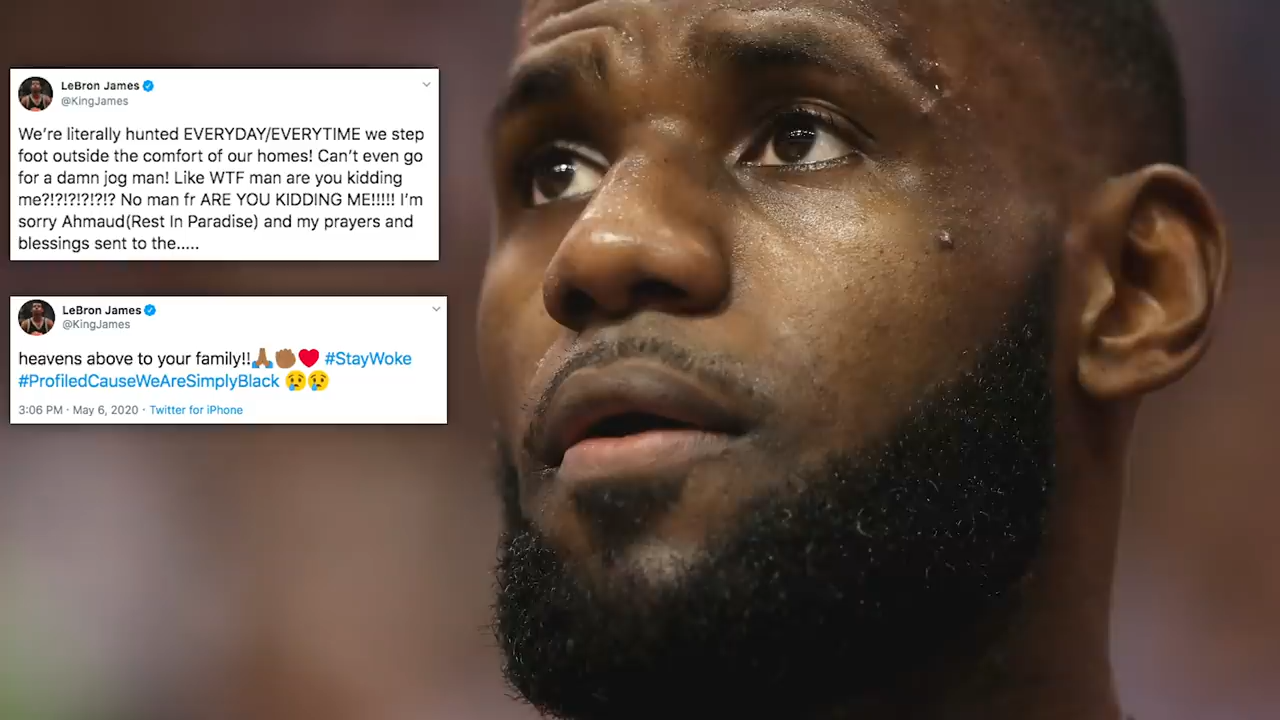 LeBron James
@KingJames
We’re literally hunted EVERYDAY/EVERYTIME we step
foot outside the comfort of our homes! Can’t even go
for a damn jog man! Like WTF man are you kidding
me?!?!?!?!?!? No man fr ARE YOU KIDDING ME!!!!! I’m
sorry Ahmaud(Rest In Paradise) and my prayers and
blessings sent to the.....
LeBron James
@KingJames
heavens above to your family!!🙏🏾✊🏾❤️ #StayWoke
#ProfiledCauseWeAreSimplyBlack 😢😢
3:06 PM · May 6, 2020 · Twitter for iPhone